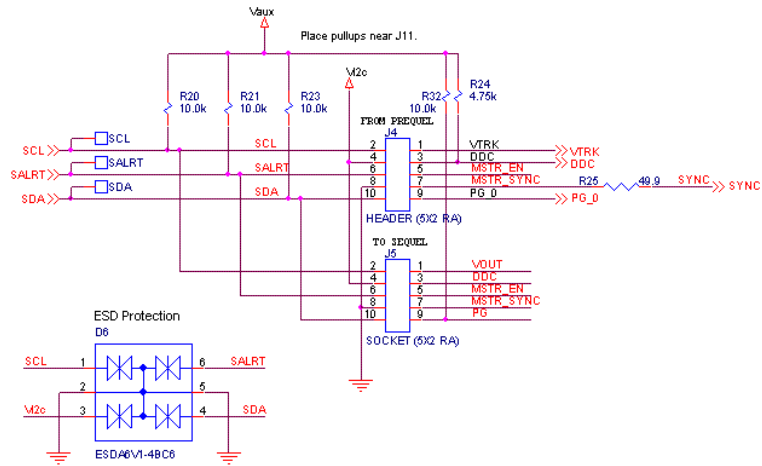 Vaux
Place pullups near J11.
VI2c
R20
10.0k
R21
10.0k
R23
10.0k
R32
10.0k
R24
4.75k
FROM PREQUEL
J4
SCL
SCL
SCL
2
1
VTRK
VTRK
4
3
DDC
DDC
SALRT
SALRT
SALRT
6
5
MSTR_EN
8
7
MSTR_SYNC
R25
49.9
SYNC
SYNC
SDA
SDA
SDA
10
9
PG_0
PG_0
HEADER (5X2 RA)
TO SEQUEL
J5
2
1
VOUT
4
3
DDC
6
5
MSTR_EN
8
7
MSTR_SYNC
10
9
PG
SOCKET (5X2 RA)
ESD Protection
D6
SCL
1
6
SALRT
2
5
VI2c
3
4
SDA
ESDA6V1-4BC6